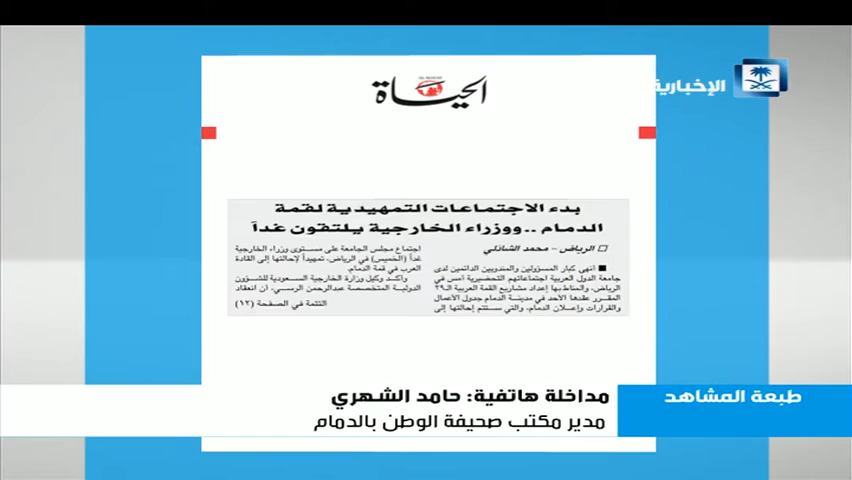 الحياة
الإخبارية
بدء الاجتماعات التمهيدية لقمة
الدمام .. ووزراء الخارجية يلتقون غداً
الرياض - محمد الشاذلي
انهى كبار المسؤولين والمندوبين الدائمين لدى
جامعة الدول العربية اجتماعاتهم التحضيرية أمس في
الرياض، والمناط بها إعداد مشاريع القمة العربية الـ٢٩
المقرر عقدها الأحد في مدينة الدمام جدول الأعمال
والقرارات وإعلان الدمام، والتي ستتم إحالتها إلى
اجتماع مجلس الجامعة على مستوى وزراء الخارجية
غداً (الخميس) في الرياض، تمهيداً لإحالتها إلى القادة
العرب في قمة الدمام.
وأكد وكيل وزارة الخارجية السعودية للشؤون
الدولية المتخصصة عبدالرحمن الرسي، أن انعقاد
التتمة في الصفحة (١٢)
طبعة المشاهد
مداخلة هاتفية: حامد الشهري
مدير مكتب صحيفة الوطن بالدمام